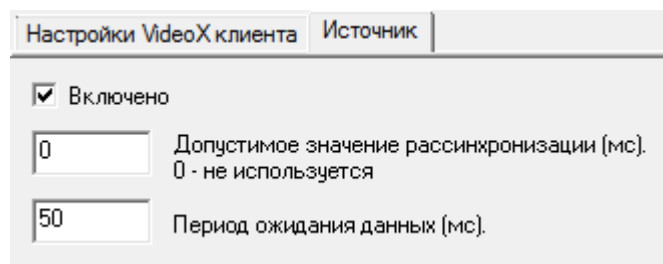 Настройки VideoX клиента Источник
Включено
0 Допустимое значение рассинхронизации (мс).
0 - не используется
50 Период ожидания данных (мс).